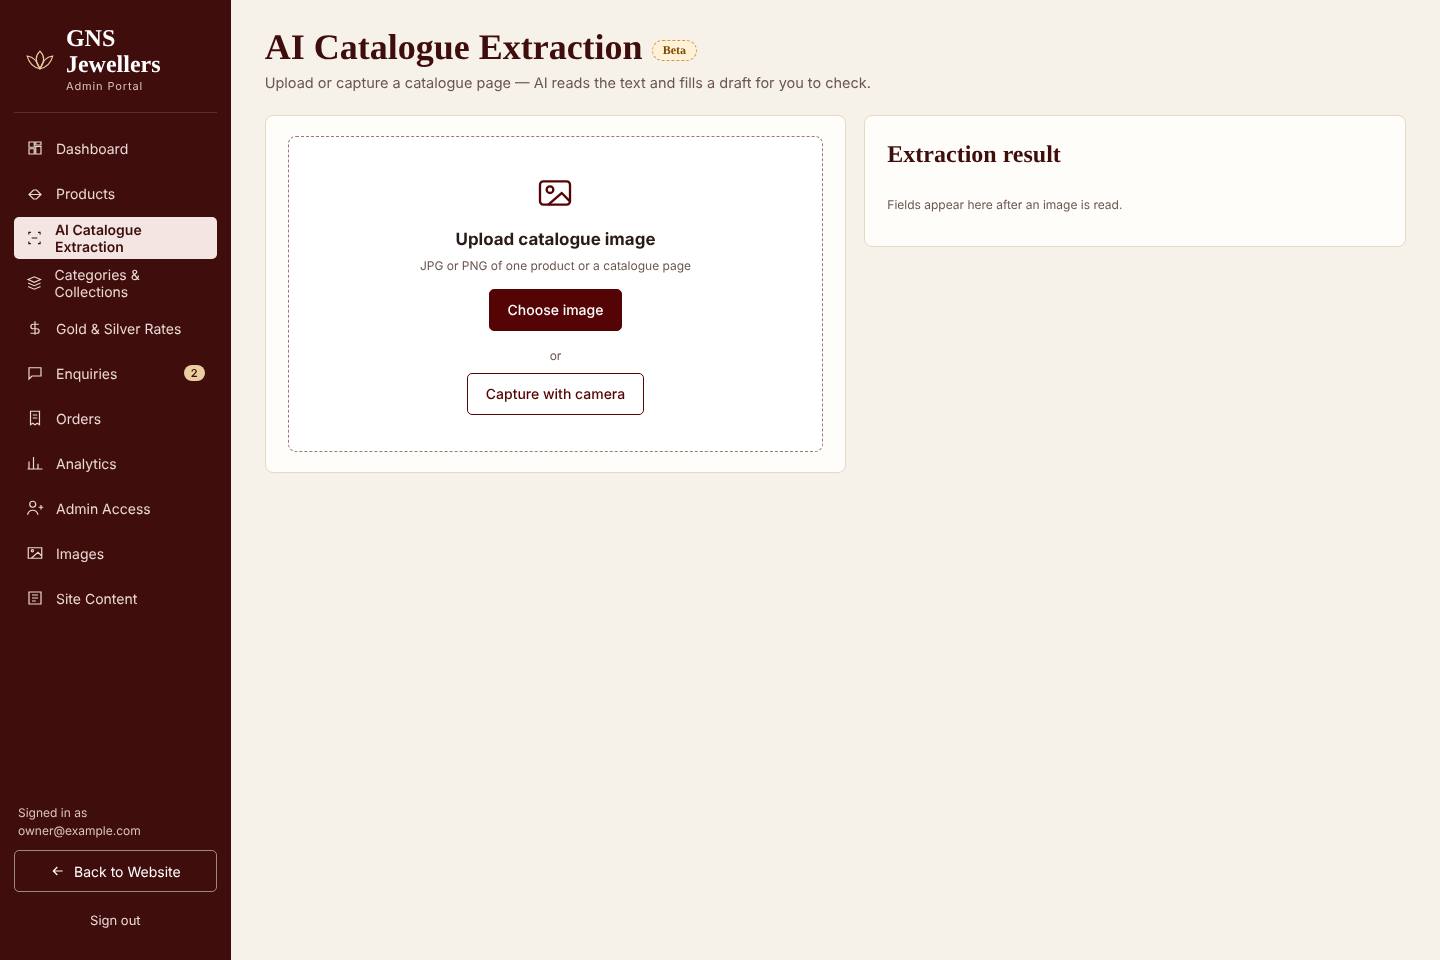 GNS
Jewellers
Admin Portal
Dashboard
Products
AI Catalogue
Extraction
Categories &
Collections
Gold & Silver Rates
Enquiries 2
Orders
Analytics
Admin Access
Images
Site Content
Signed in as
owner@example.com
← Back to Website
Sign out
AI Catalogue Extraction Beta
Upload or capture a catalogue page — AI reads the text and fills a draft for you to check.
Upload catalogue image
JPG or PNG of one product or a catalogue page
Choose image
or
Capture with camera
Extraction result
Fields appear here after an image is read.